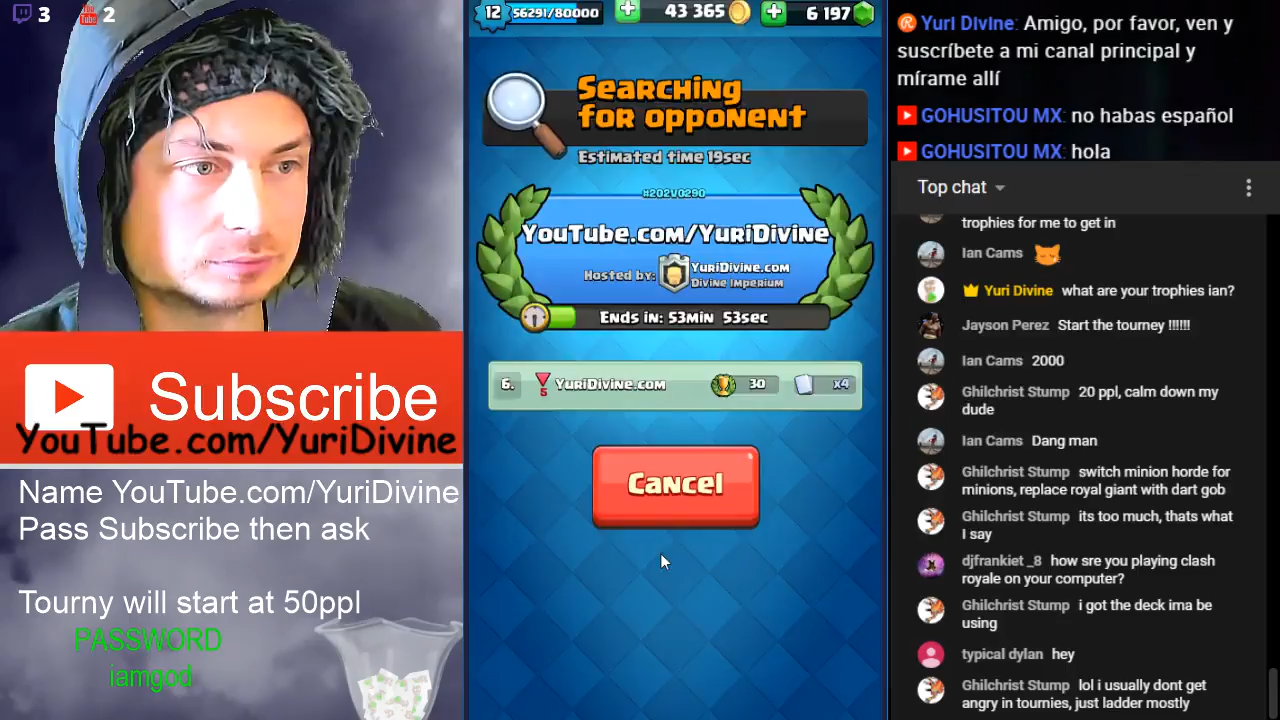 3
YouTube
2
12
56291/80000
43 365
6 197
Searching
for opponent
Estimated time 19sec
#202V0290
YouTube.com/YuriDivine
Hosted by:
YuriDivine.com
Divine Imperium
Ends in: 53min 53sec
6.
5
YuriDivine.com
30
x4
Cancel
Subscribe
YouTube.com/YuriDivine
Name YouTube.com/YuriDivine
Pass Subscribe then ask
Tourny will start at 50ppl
PASSWORD
iamgod
Yuri Divine: Amigo, por favor, ven y
suscríbete a mi canal principal y
mírame allí
GOHUSITOU MX: no habas español
GOHUSITOU MX: hola
Top chat
trophies for me to get in
Ian Cams
Yuri Divine what are your trophies ian?
Jayson Perez Start the tourney !!!!!!
Ian Cams 2000
Ghilchrist Stump 20 ppl, calm down my
dude
Ian Cams Dang man
Ghilchrist Stump switch minion horde for
minions, replace royal giant with dart gob
Ghilchrist Stump its too much, thats what
I say
djfrankiet _8 how sre you playing clash
royale on your computer?
Ghilchrist Stump i got the deck ima be
using
typical dylan hey
Ghilchrist Stump lol i usually dont get
angry in tournies, just ladder mostly